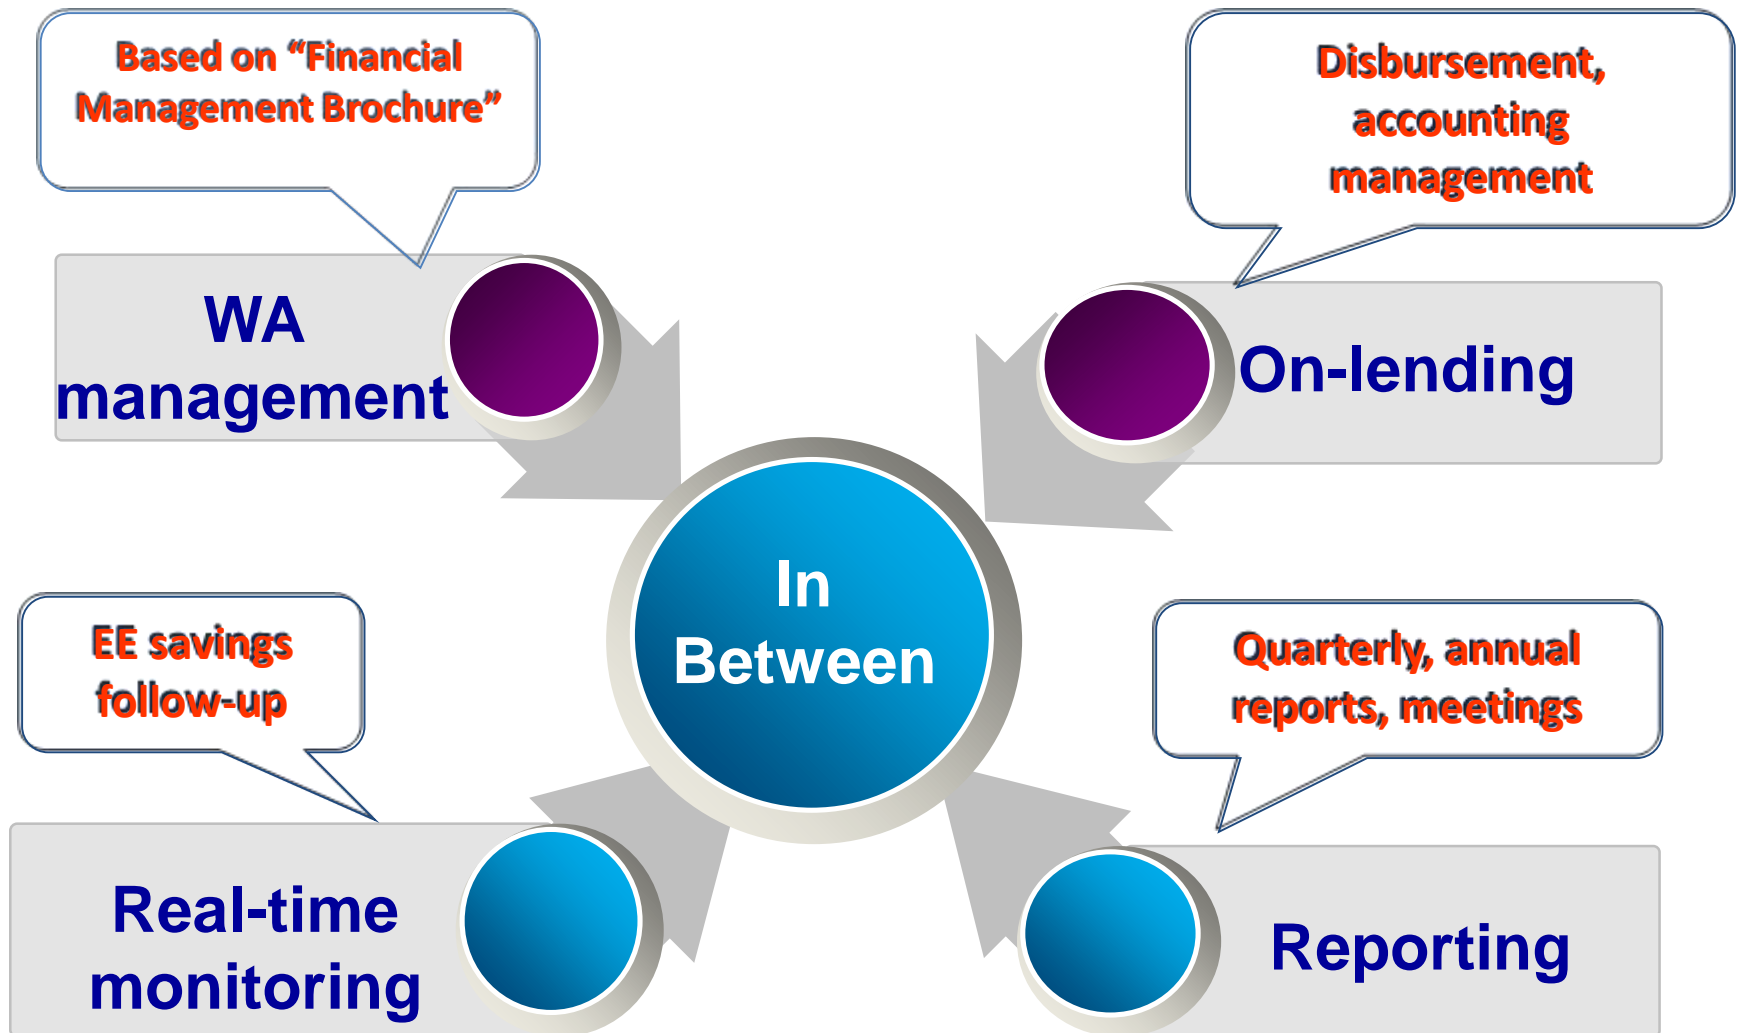 Based on “Financial
Management Brochure”
WA
management
Disbursement,
accounting
management
On-lending
In
Between
EE savings
follow-up
Real-time
monitoring
Quarterly, annual
reports, meetings
Reporting